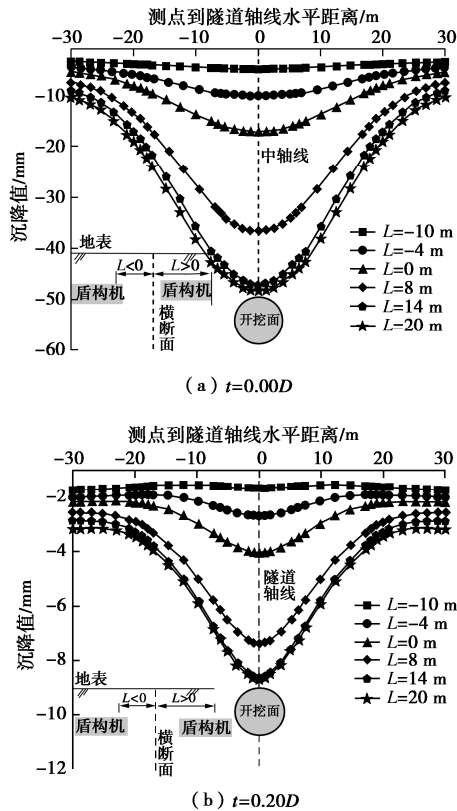 测点到隧道轴线水平距离/m
-30 -20 -10 0 10 20 30
-10
-20
-30
-40
-50
-60
沉降值/mm
中轴线
地表
L<0 L>0
盾构机 盾构机
横断面
开挖面
L=-10 m
L=-4 m
L=0 m
L=8 m
L=14 m
L=20 m
(a) t=0.00D
测点到隧道轴线水平距离/m
-30 -20 -10 0 10 20 30
-2
-4
-6
-8
-10
-12
沉降值/mm
隧道
轴线
地表
L<0 L>0
盾构机 盾构机
横断面
开挖面
L=-10 m
L=-4 m
L=0 m
L=8 m
L=14 m
L=20 m
(b) t=0.20D